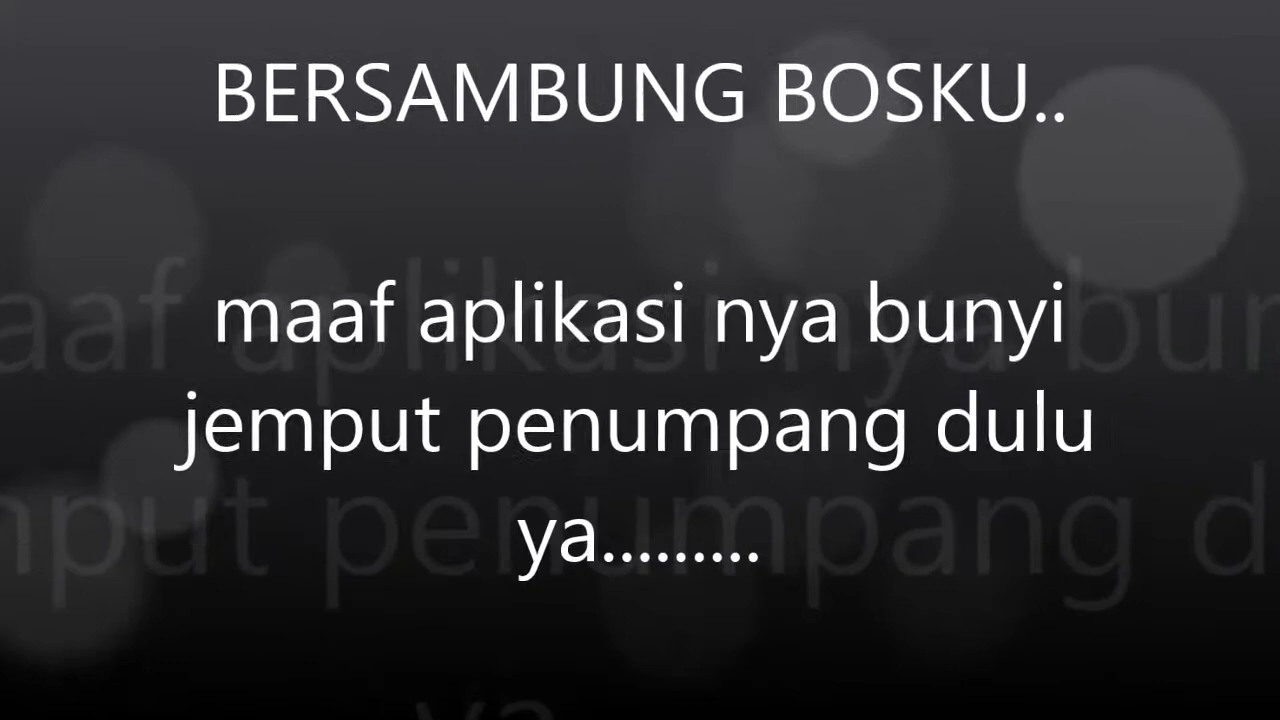 BERSAMBUNG BOSKU..
maaf aplikasi nya bunyi
jemput penumpang dulu
ya.........